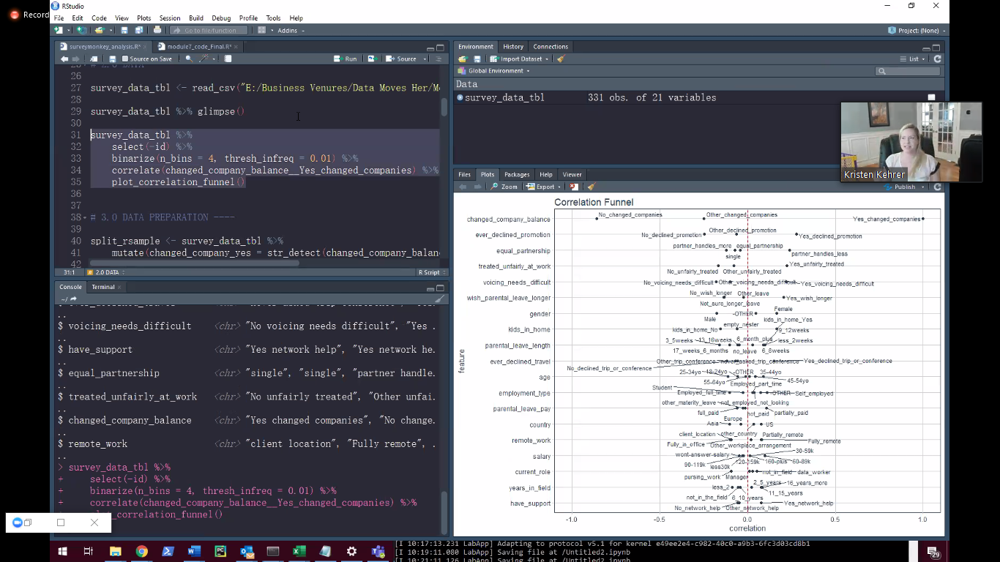 Record
RStudio
File Edit Code View Plots Session Build Debug Profile Tools Help
Go to file/function
Addins
Project: (None)
surveymonkey_analysis.R*
module7_code_Final.R*
Source on Save
Run
Source
26
27 survey_data_tbl <- read_csv("E:/Business Venures/Data Moves Her/Mo
28
29 survey_data_tbl %>% glimpse()
30
31 survey_data_tbl %>%
32 select(-id) %>%
33 binarize(n_bins = 4, thresh_infreq = 0.01) %>%
34 correlate(changed_company_balance__Yes_changed_companies) %>%
35 plot_correlation_funnel()
36
37
38 # 3.0 DATA PREPARATION ----
39
40 split_rsample <- survey_data_tbl %>%
41 mutate(changed_company_yes = str_detect(changed_company_balanc
42
31:1 2.0 DATA
R Script
Console Terminal
~/
..
$ voicing_needs_difficult <chr> "No voicing needs difficult", "Yes .
..
$ have_support <chr> "Yes network help", "Yes network he.
..
$ equal_partnership <chr> "single", "single", "partner handle.
..
$ treated_unfairly_at_work <chr> "No unfairly treated", "Other unfai.
..
$ changed_company_balance <chr> "Yes changed companies", "No change.
..
$ remote_work <chr> "client location", "Fully remote", .
..
> survey_data_tbl %>%
+ select(-id) %>%
+ binarize(n_bins = 4, thresh_infreq = 0.01) %>%
+ correlate(changed_company_balance__Yes_changed_companies) %>%
_correlation_funnel()
Environment History Connections
Import Dataset
List
Global Environment
Data
survey_data_tbl 331 obs. of 21 variables
Kristen Kehrer
Files Plots Packages Help Viewer
Zoom Export
Publish
Correlation Funnel
feature
changed_company_balance No_changed_companies Other_changed_companies Yes_changed_companies
ever_declined_promotion No_declined_promotion Other_declined_promotion Yes_declined_promotion
equal_partnership partner_handles_more equal_partnership single partner_handles_less
treated_unfairly_at_work No_unfairly_treated Other_unfairly_treated Yes_unfairly_treated
voicing_needs_difficult No_voicing_needs_difficult Other_voicing_needs_difficult Yes_voicing_needs_difficult
wish_parental_leave_longer No_wish_longer Other_leave Not_sure_longer_leave Yes_wish_longer
gender Male -OTHER Female
kids_in_home kids_in_home_No empty_nester kids_in_home_Yes
parental_leave_length 3_5weeks 13_16weeks 6_month_plus 9_12weeks less_2weeks 17_weeks_6_months no_leave 6_8weeks
ever_declined_travel No_declined_trip_or_conference Other_trip_conference never_asked_trip_conference Yes_declined_trip_or_conference
age 25-34yo 18-24yo -OTHER 35-44yo 55-64yo 45-54yo
employment_type Student Employed_full_time Employed_part_time -OTHER Self_employed not_employed_not_looking
parental_leave_pay other_materity_leave full_paid not_paid partially_paid
country Asia Europe other_country US
remote_work client_location Fully_in_office Other_workplace_arrangement Partially_remote Fully_remote
salary wont-answer-salary 90-119k less30k 120-159k 160-plus 60-89k 30-59k
current_role pursing_work Manager not_in_field data_worker
years_in_field less_2 not_in_the_field 6_10_years 2_5_years 11_15_years 16_years_more
have_support No_network_help Other_network_help Yes_network_help
-1.0 -0.5 0.0 0.5 1.0
correlation
[I 10:17:13.231 LabApp] Adapting to protocol v5.1 for kernel e49ee2e4-c982-40c0-a9b3-6fc3d03cd8b1
[I 10:19:11.080 LabApp] Saving file at /Untitled2.ipynb
[I 10:21:11.126 LabApp] Saving file at /Untitled2.ipynb
29